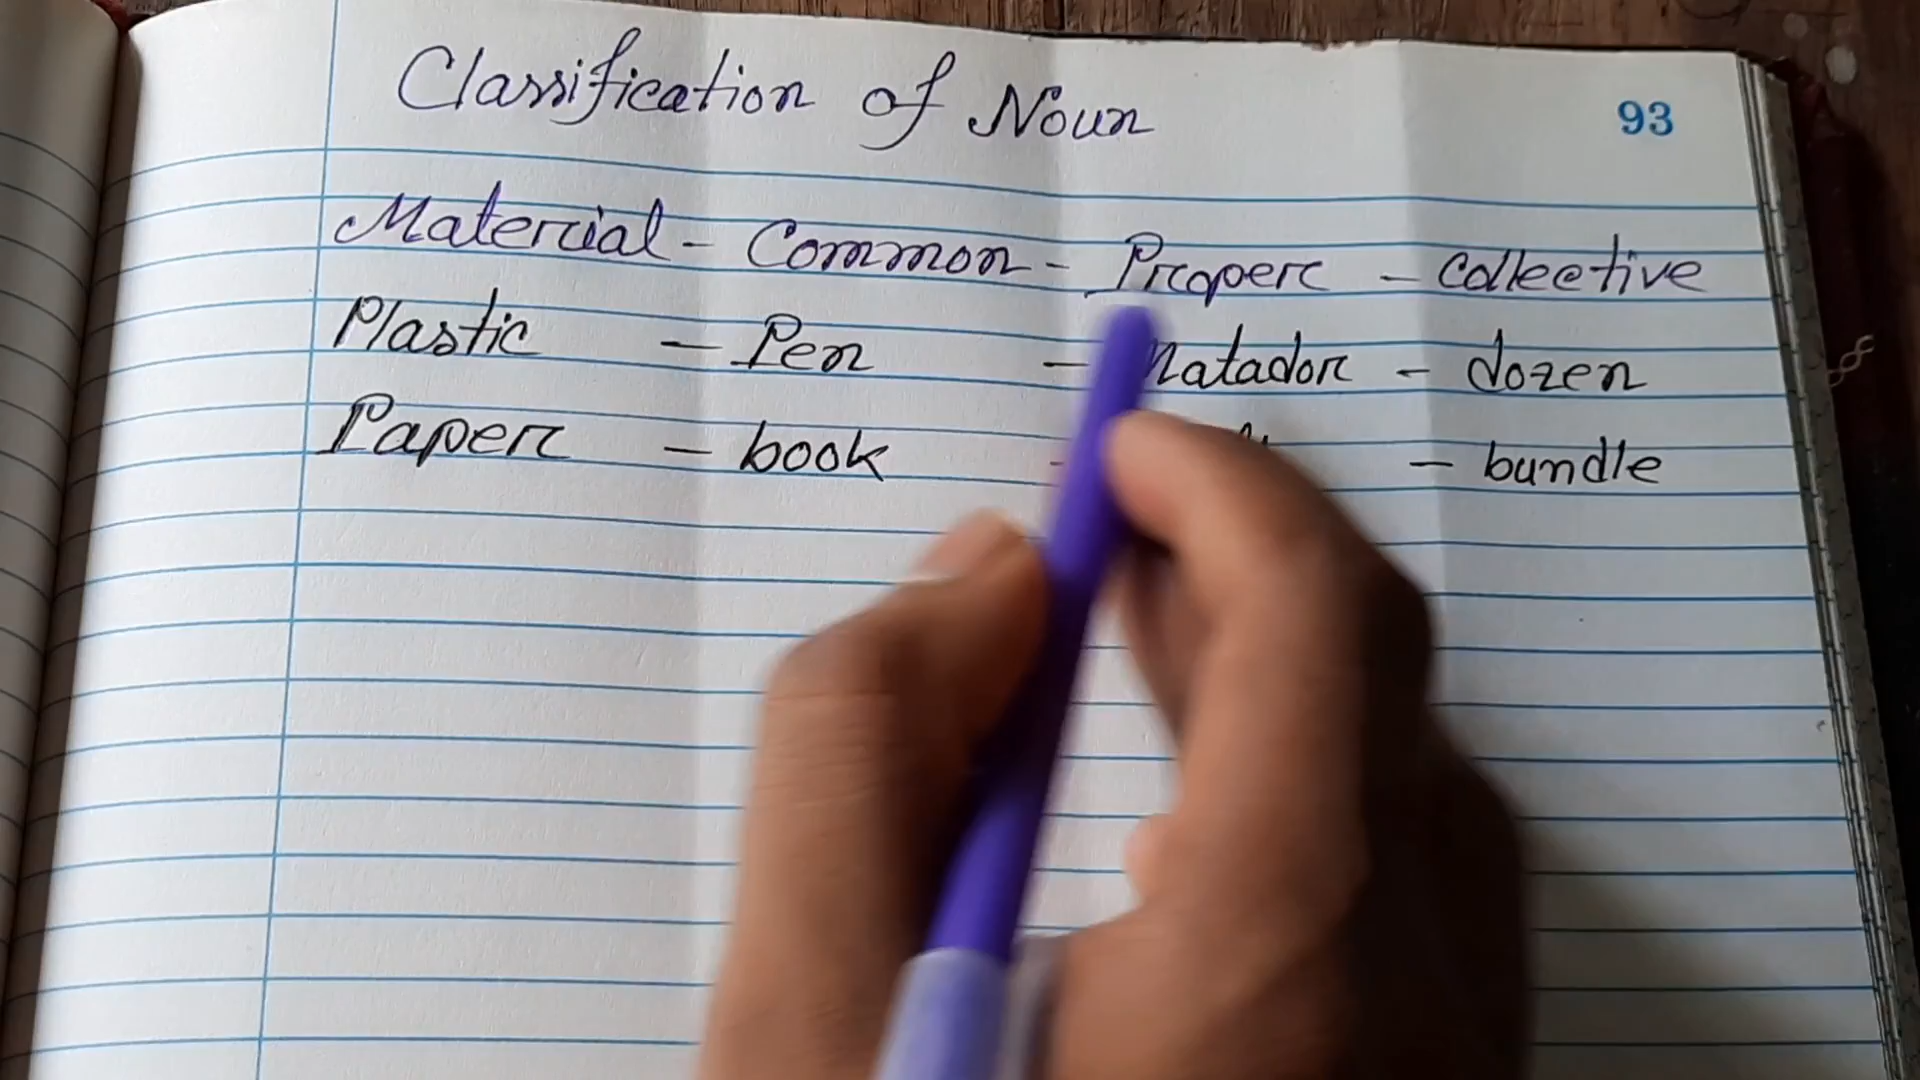 Classification of Noun
93
Material - Common - Proper - Collective
Plastic - Pen - Matador - dozen
Paper - book - - bundle